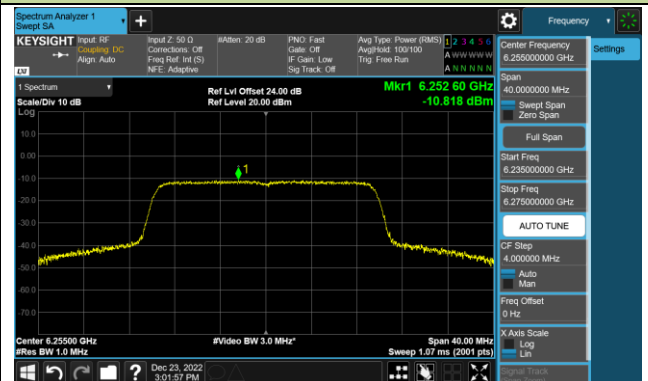 Spectrum Analyzer 1
Swept SA
Frequency
KEYSIGHT
Input: RF
Coupling: DC
Align: Auto
Input Z: 50 Ω
Corrections: Off
Freq Ref: Int (S)
NFE: Adaptive
#Atten: 20 dB
PNO: Fast
Gate: Off
IF Gain: Low
Sig Track: Off
Avg Type: Power (RMS)
Avg|Hold: 100/100
Trig: Free Run
1 2 3 4 5 6
A W W W W W
A N N N N N
LXI
1 Spectrum
Scale/Div 10 dB
Log
Ref Lvl Offset 24.00 dB
Ref Level 20.00 dBm
Mkr1 6.252 60 GHz
-10.818 dBm
10.0
0.00
-10.0
-20.0
-30.0
-40.0
-50.0
-60.0
-70.0
1
Center 6.25500 GHz
#Res BW 1.0 MHz
#Video BW 3.0 MHz*
Span 40.00 MHz
Sweep 1.07 ms (2001 pts)
Dec 23, 2022
3:01:57 PM
Center Frequency
6.255000000 GHz
Span
40.0000000 MHz
Swept Span
Zero Span
Full Span
Start Freq
6.235000000 GHz
Stop Freq
6.275000000 GHz
AUTO TUNE
CF Step
4.000000 MHz
Auto
Man
Freq Offset
0 Hz
X Axis Scale
Log
Lin
Signal Track
Settings